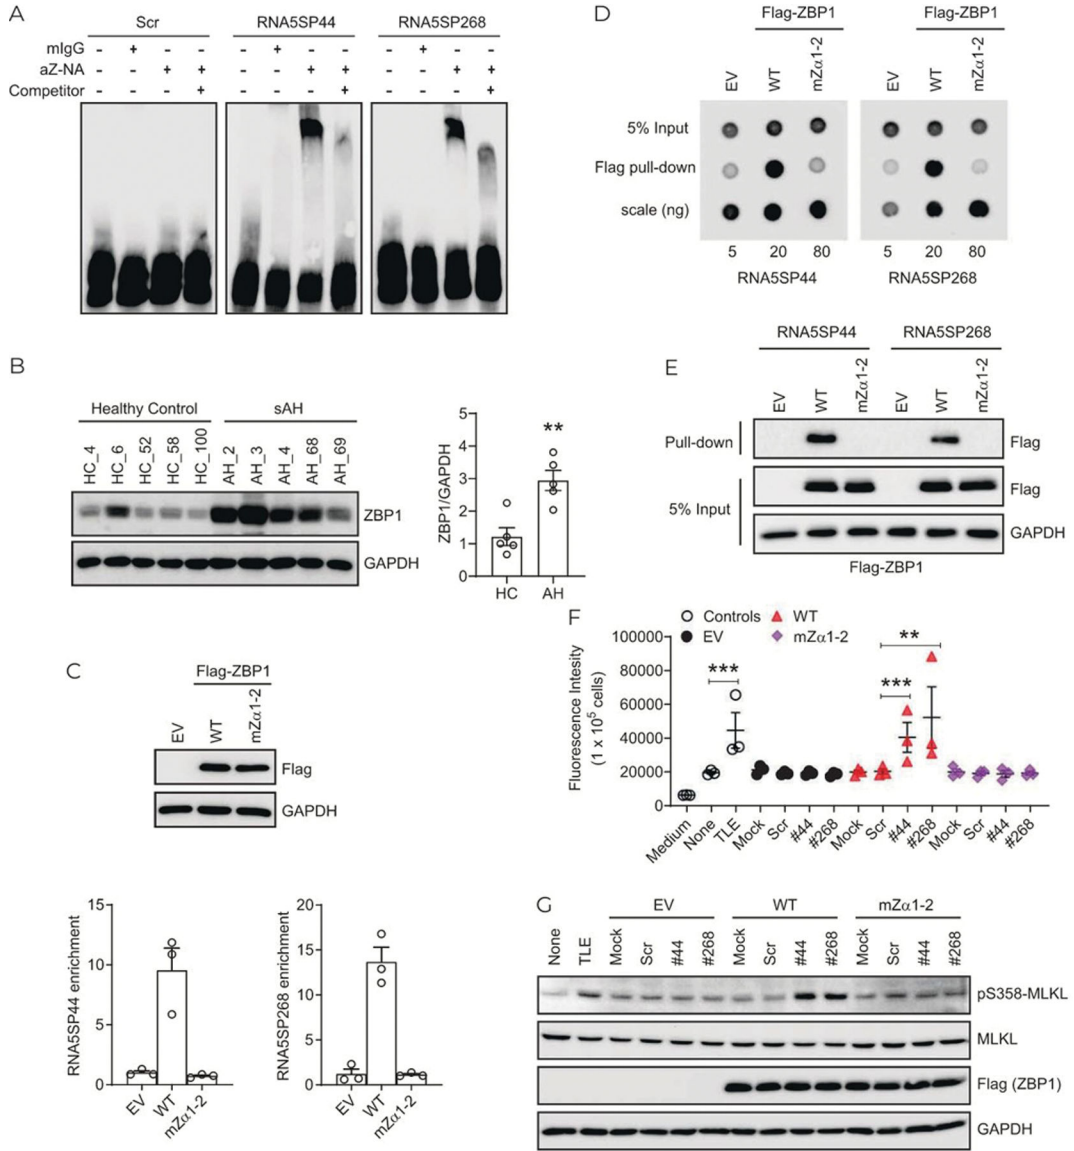 A
Scr RNA5SP44 RNA5SP268
mIgG - + - - - + - - - + - -
aZ-NA - - + + - - + + - - + +
Competitor + + +
B
Healthy Control sAH
HC_4 HC_6 HC_52 HC_58 HC_100 AH_2 AH_3 AH_4 AH_68 AH_69
ZBP1
GAPDH
ZBP1/GAPDH
5
4
3
2
1
0
**
HC AH
C
Flag-ZBP1
EV WT mZα1-2
Flag
GAPDH
RNA5SP44 enrichment
15
10
5
0
EV WT mZα1-2
RNA5SP268 enrichment
20
15
10
5
0
EV WT mZα1-2
D
Flag-ZBP1 Flag-ZBP1
EV WT mZα1-2 EV WT mZα1-2
5% Input
Flag pull-down
scale (ng)
5 20 80 5 20 80
RNA5SP44 RNA5SP268
E
RNA5SP44 RNA5SP268
EV WT mZα1-2 EV WT mZα1-2
Pull-down Flag
5% Input Flag
GAPDH
Flag-ZBP1
F
Controls WT
EV mZα1-2
Fluorescence Intesity
(1 x 10⁵ cells)
100000
80000
60000
40000
20000
0
*** *** **
Medium None TLE Mock Scr #44 #268 Mock Scr #44 #268 Mock Scr #44 #268
G
EV WT mZα1-2
None TLE Mock Scr #44 #268 Mock Scr #44 #268 Mock Scr #44 #268
pS358-MLKL
MLKL
Flag (ZBP1)
GAPDH